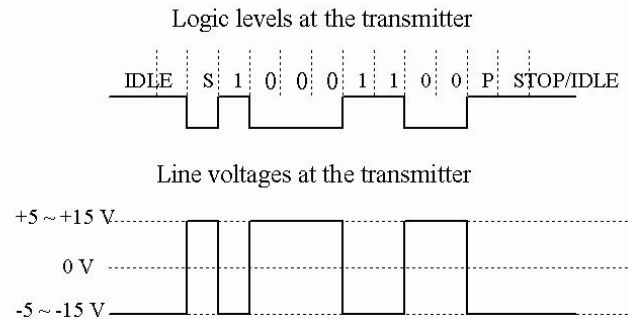 Logic levels at the transmitter
IDLE S 1 0 0 0 1 1 0 0 P STOP/IDLE
Line voltages at the transmitter
+5 ~ +15 V
0 V
-5 ~ -15 V